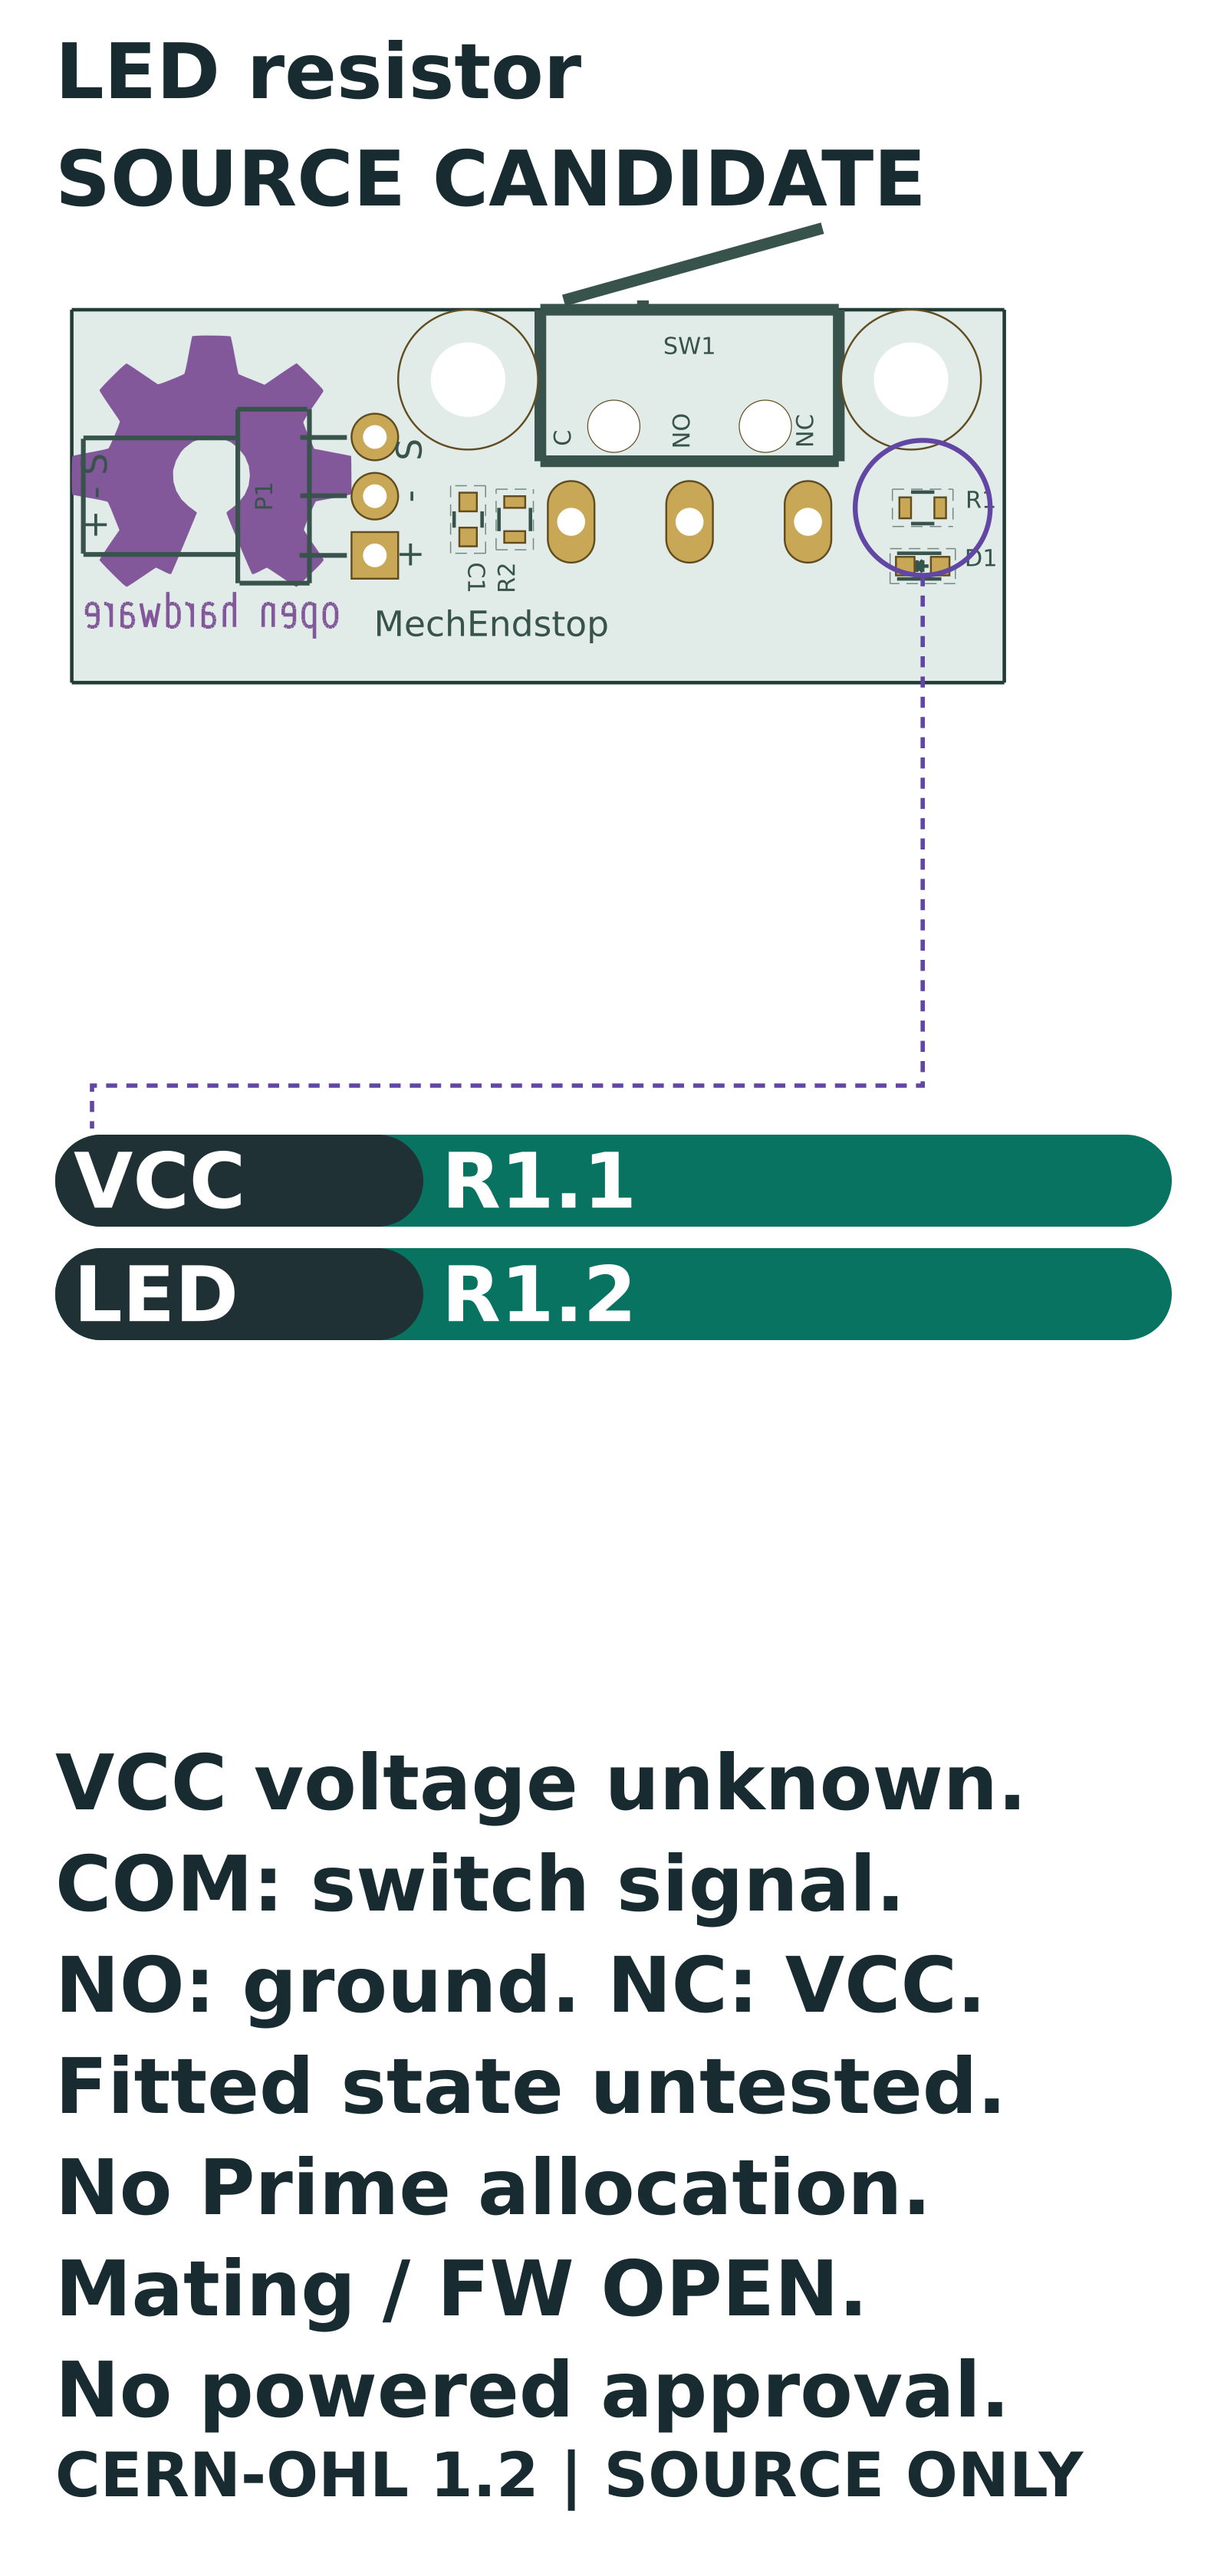 LED resistor
SOURCE CANDIDATE
SW1
C
NO
NC
S
-
+
P1
S
-
+
C1
R2
R1
D1
open hardware
MechEndstop
VCC R1.1
LED R1.2
VCC voltage unknown.
COM: switch signal.
NO: ground. NC: VCC.
Fitted state untested.
No Prime allocation.
Mating / FW OPEN.
No powered approval.
CERN-OHL 1.2 | SOURCE ONLY